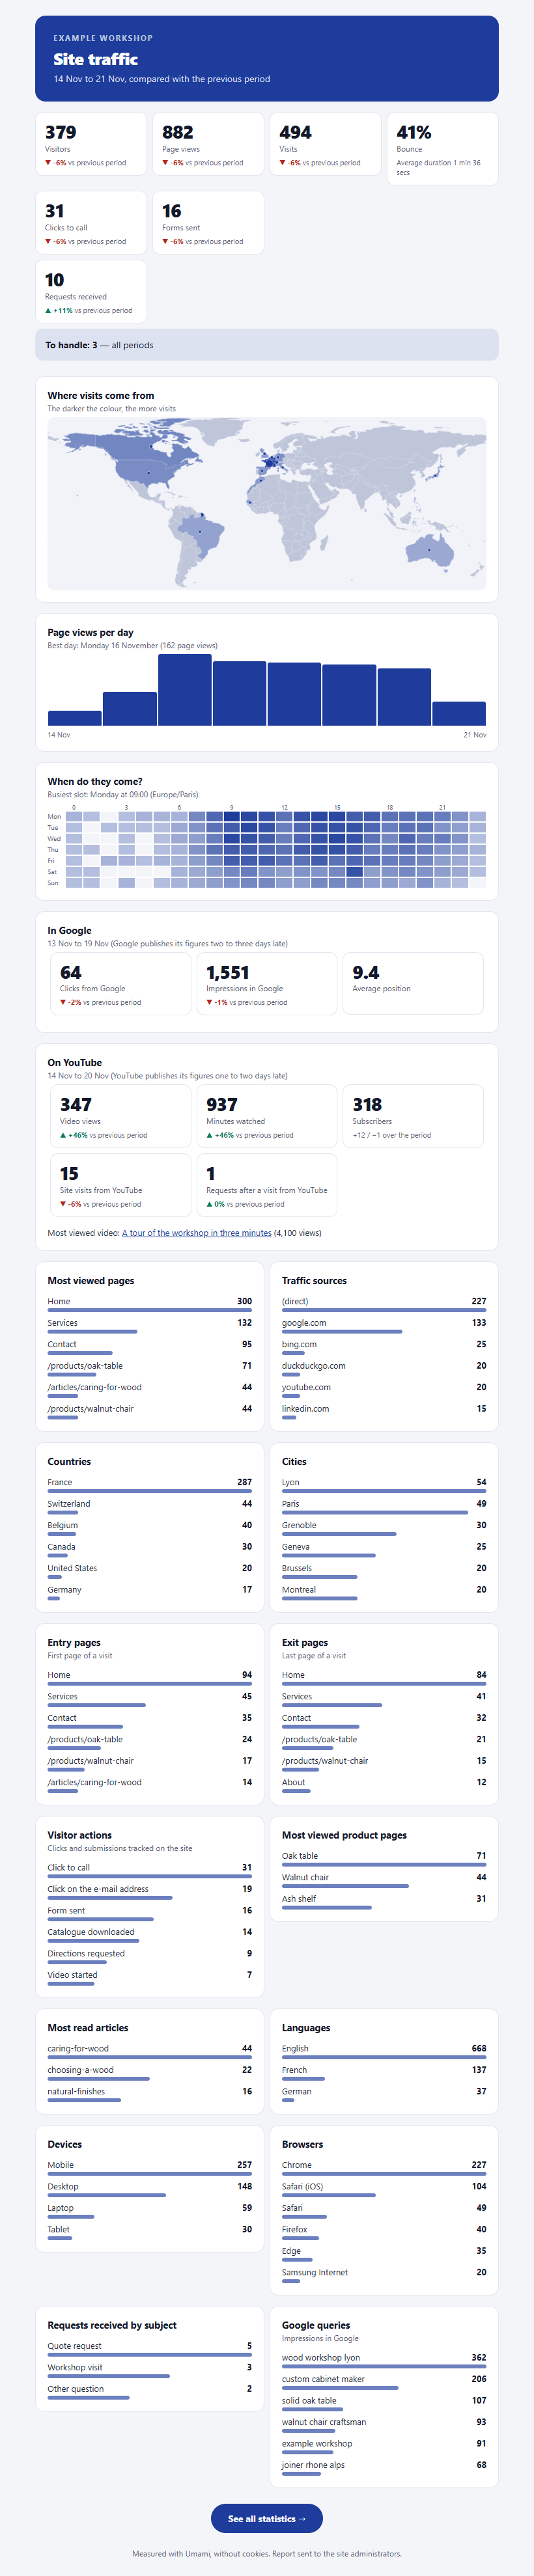 EXAMPLE WORKSHOP
Site traffic
14 Nov to 21 Nov, compared with the previous period
379
Visitors
▼ -6% vs previous period
882
Page views
▼ -6% vs previous period
494
Visits
▼ -6% vs previous period
41%
Bounce
Average duration 1 min 36
secs
31
Clicks to call
▼ -6% vs previous period
16
Forms sent
▼ -6% vs previous period
10
Requests received
▲ +11% vs previous period
To handle: 3 — all periods
Where visits come from
The darker the colour, the more visits
Page views per day
Best day: Monday 16 November (162 page views)
14 Nov
21 Nov
When do they come?
Busiest slot: Monday at 09:00 (Europe/Paris)
0 3 6 9 12 15 18 21
Mon
Tue
Wed
Thu
Fri
Sat
Sun
In Google
13 Nov to 19 Nov (Google publishes its figures two to three days late)
64
Clicks from Google
▼ -2% vs previous period
1,551
Impressions in Google
▼ -1% vs previous period
9.4
Average position
On YouTube
14 Nov to 20 Nov (YouTube publishes its figures one to two days late)
347
Video views
▲ +46% vs previous period
937
Minutes watched
▲ +46% vs previous period
318
Subscribers
+12 / −1 over the period
15
Site visits from YouTube
▼ -6% vs previous period
1
Requests after a visit from YouTube
▲ 0% vs previous period
Most viewed video: A tour of the workshop in three minutes (4,100 views)
Most viewed pages
Home 300
Services 132
Contact 95
/products/oak-table 71
/articles/caring-for-wood 44
/products/walnut-chair 44
Traffic sources
(direct) 227
google.com 133
bing.com 25
duckduckgo.com 20
youtube.com 20
linkedin.com 15
Countries
France 287
Switzerland 44
Belgium 40
Canada 30
United States 20
Germany 17
Cities
Lyon 54
Paris 49
Grenoble 30
Geneva 25
Brussels 20
Montreal 20
Entry pages
First page of a visit
Home 94
Services 45
Contact 35
/products/oak-table 24
/products/walnut-chair 17
/articles/caring-for-wood 14
Exit pages
Last page of a visit
Home 84
Services 41
Contact 32
/products/oak-table 21
/products/walnut-chair 15
About 12
Visitor actions
Clicks and submissions tracked on the site
Click to call 31
Click on the e-mail address 19
Form sent 16
Catalogue downloaded 14
Directions requested 9
Video started 7
Most viewed product pages
Oak table 71
Walnut chair 44
Ash shelf 31
Most read articles
caring-for-wood 44
choosing-a-wood 22
natural-finishes 16
Languages
English 668
French 137
German 37
Devices
Mobile 257
Desktop 148
Laptop 59
Tablet 30
Browsers
Chrome 227
Safari (iOS) 104
Safari 49
Firefox 40
Edge 35
Samsung Internet 20
Requests received by subject
Quote request 5
Workshop visit 3
Other question 2
Google queries
Impressions in Google
wood workshop lyon 362
custom cabinet maker 206
solid oak table 107
walnut chair craftsman 93
example workshop 91
joiner rhone alps 68
See all statistics →
Measured with Umami, without cookies. Report sent to the site administrators.